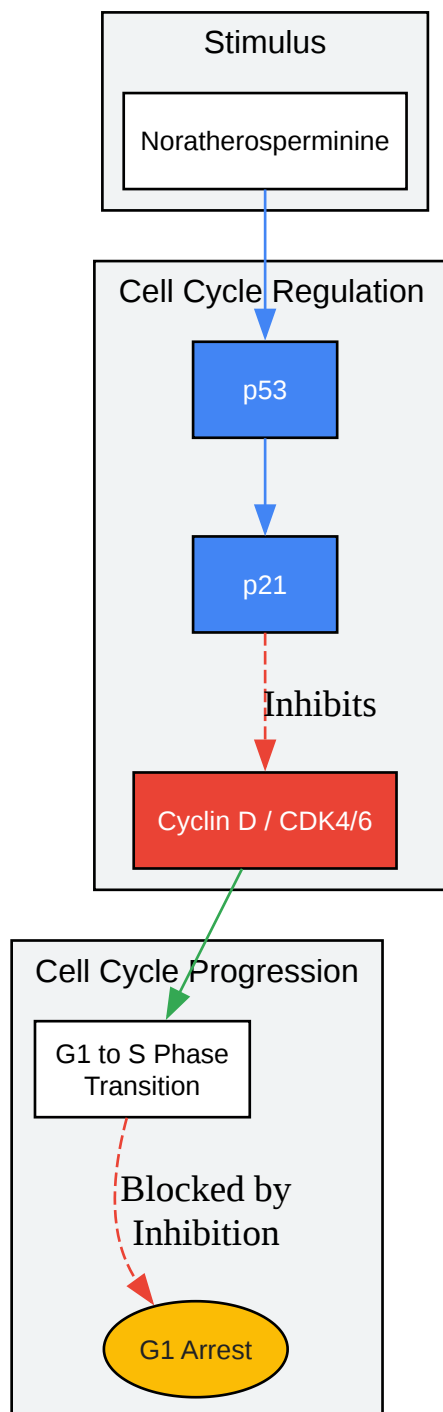 Stimulus
Noratherosperminine
Cell Cycle Regulation
p53
p21
Inhibits
Cyclin D / CDK4/6
Cell Cycle Progression
G1 to S Phase
Transition
Blocked by
Inhibition
G1 Arrest